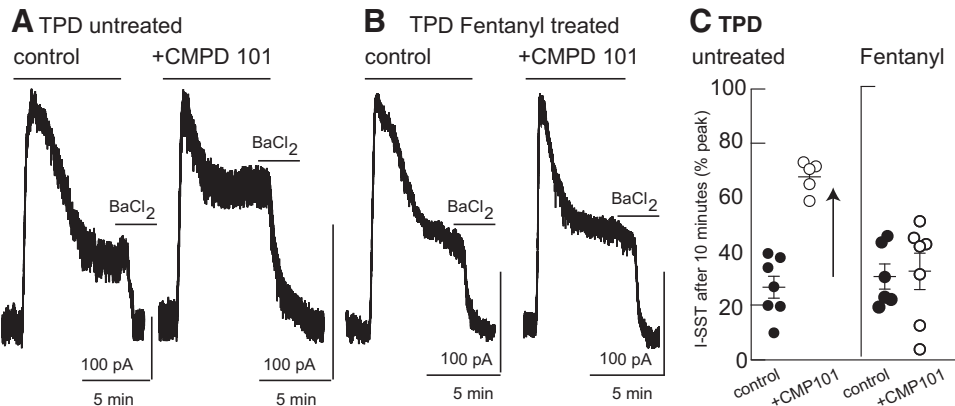 A TPD untreated
control
+CMPD 101
BaCl2
BaCl2
100 pA
5 min
100 pA
5 min
B TPD Fentanyl treated
control
+CMPD 101
BaCl2
BaCl2
100 pA
5 min
100 pA
5 min
C TPD
untreated
Fentanyl
I-SST after 10 minutes (% peak)
100
80
60
40
20
0
control
+CMP101
control
+CMP101